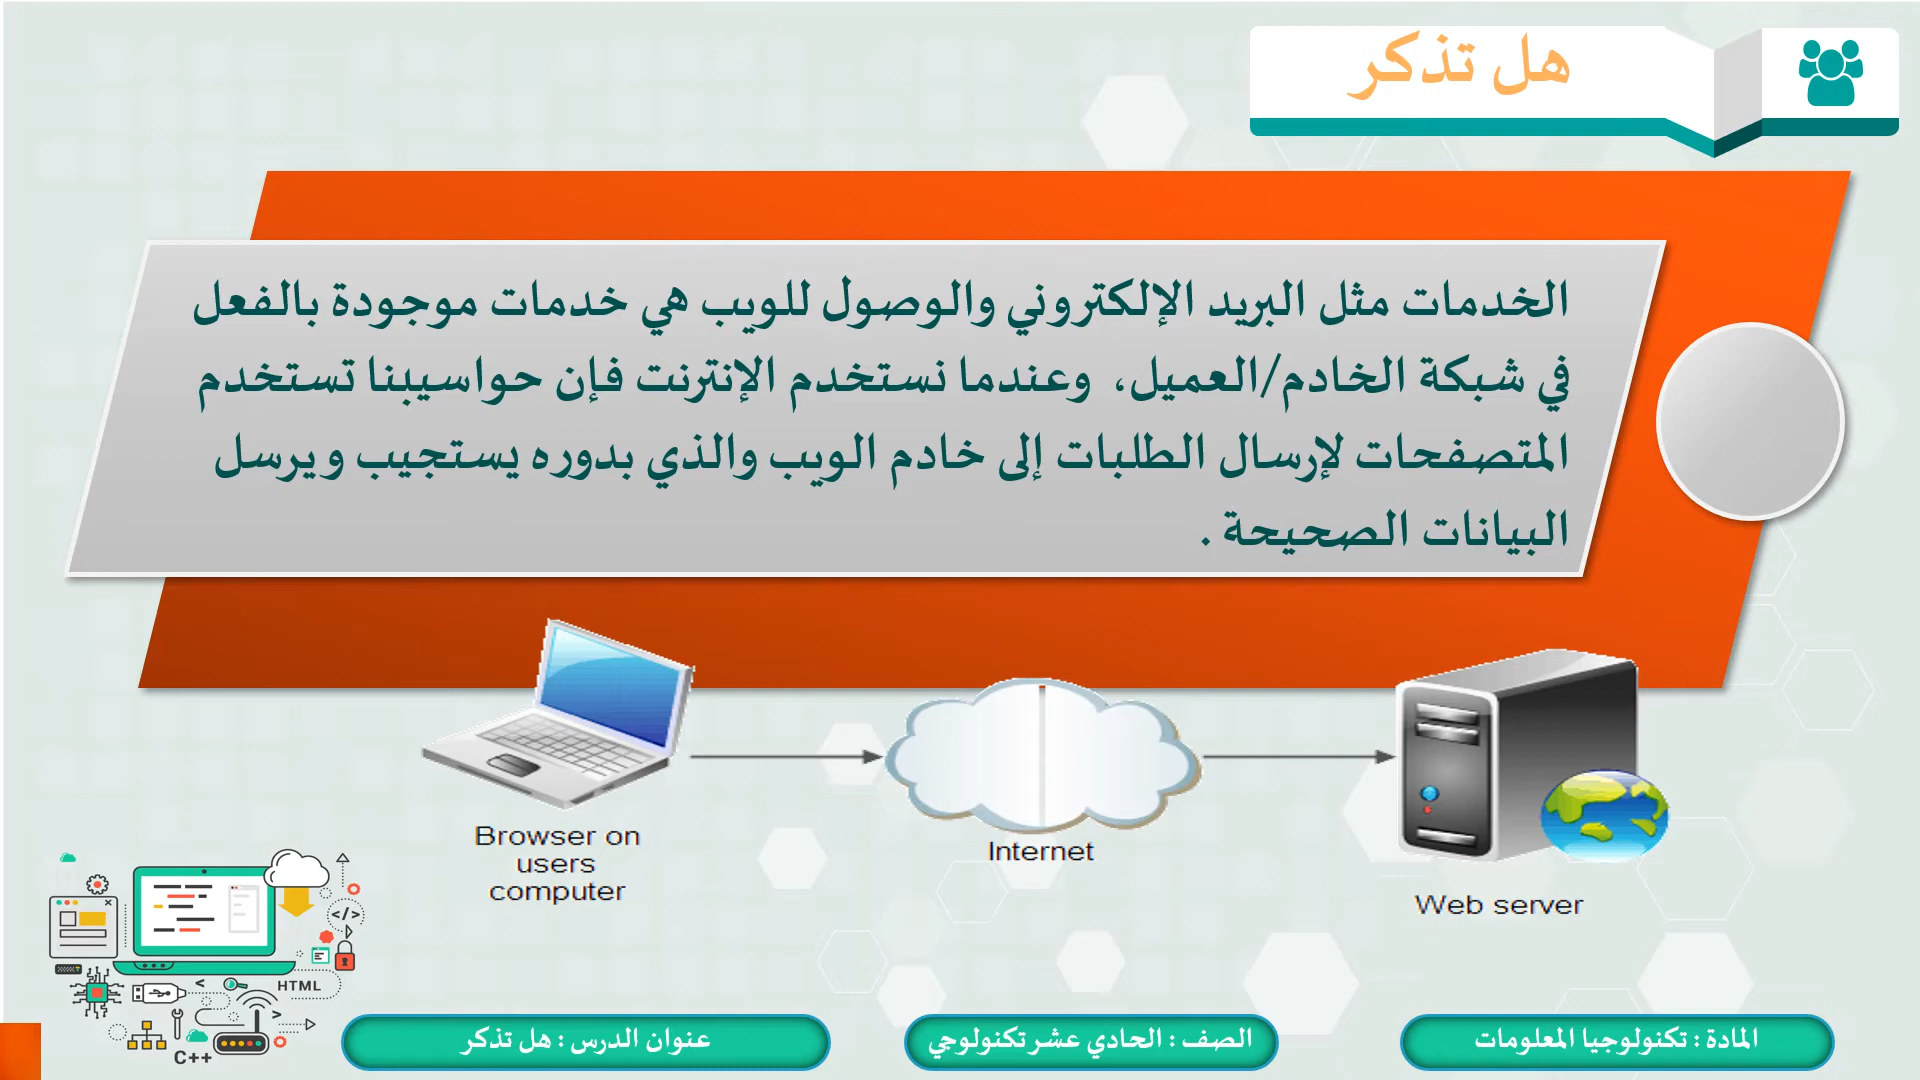 هل تذكر
الخدمات مثل البريد الإلكتروني والوصول للويب هي خدمات موجودة بالفعل
في شبكة الخادم/العميل، وعندما نستخدم الإنترنت فإن حواسيبنا تستخدم
المتصفحات لإرسال الطلبات إلى خادم الويب والذي بدوره يستجيب ويرسل
البيانات الصحيحة .
Browser on
users
computer
Internet
Web server
</>
HTML
<
>
C++
المادة : تكنولوجيا المعلومات
الصف : الحادي عشر تكنولوجي
عنوان الدرس : هل تذكر